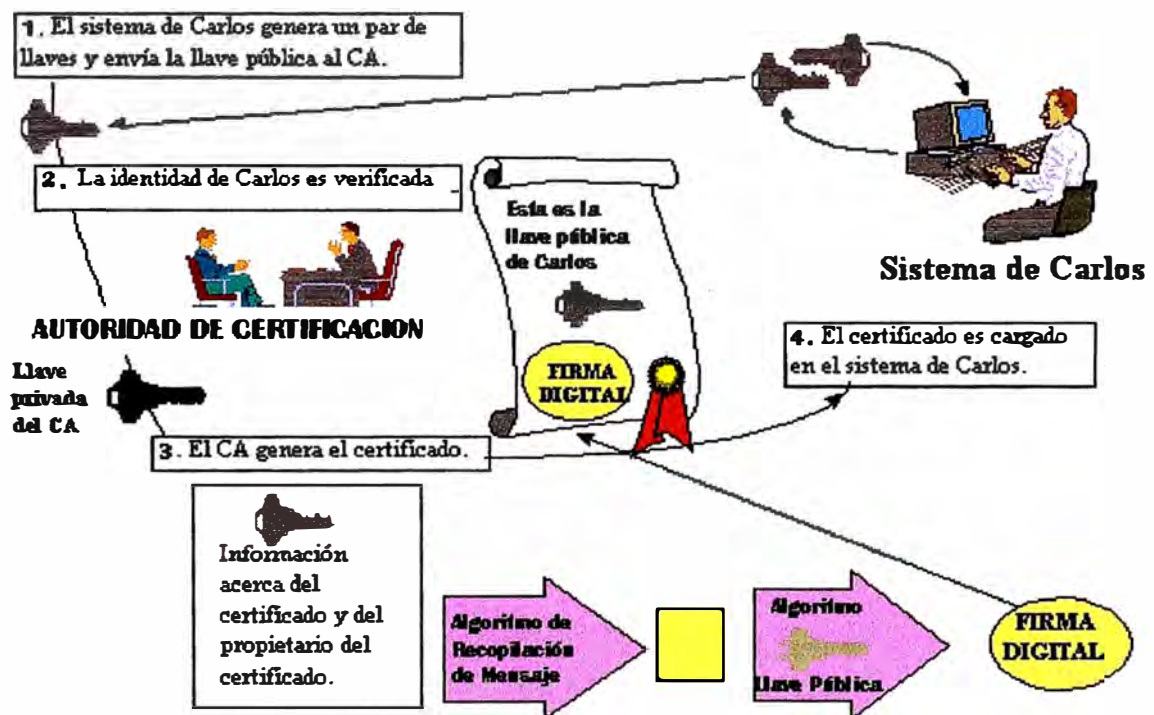 1. El sistema de Carlos genera un par de
llaves y envía la llave pública al CA.
2. La identidad de Carlos es verificada
Esta es la
llave pública
de Carlos
Sistema de Carlos
AUTORIDAD DE CERTIFICACION
4. El certificado es cargado
en el sistema de Carlos.
Llave
privada
del CA
FIRMA
DIGITAL
3. El CA genera el certificado.
Información
acerca del
certificado y del
propietario del
certificado.
Algoritmo de
Recopilación
de Mensaje
Algoritmo
Llave Pública
FIRMA
DIGITAL